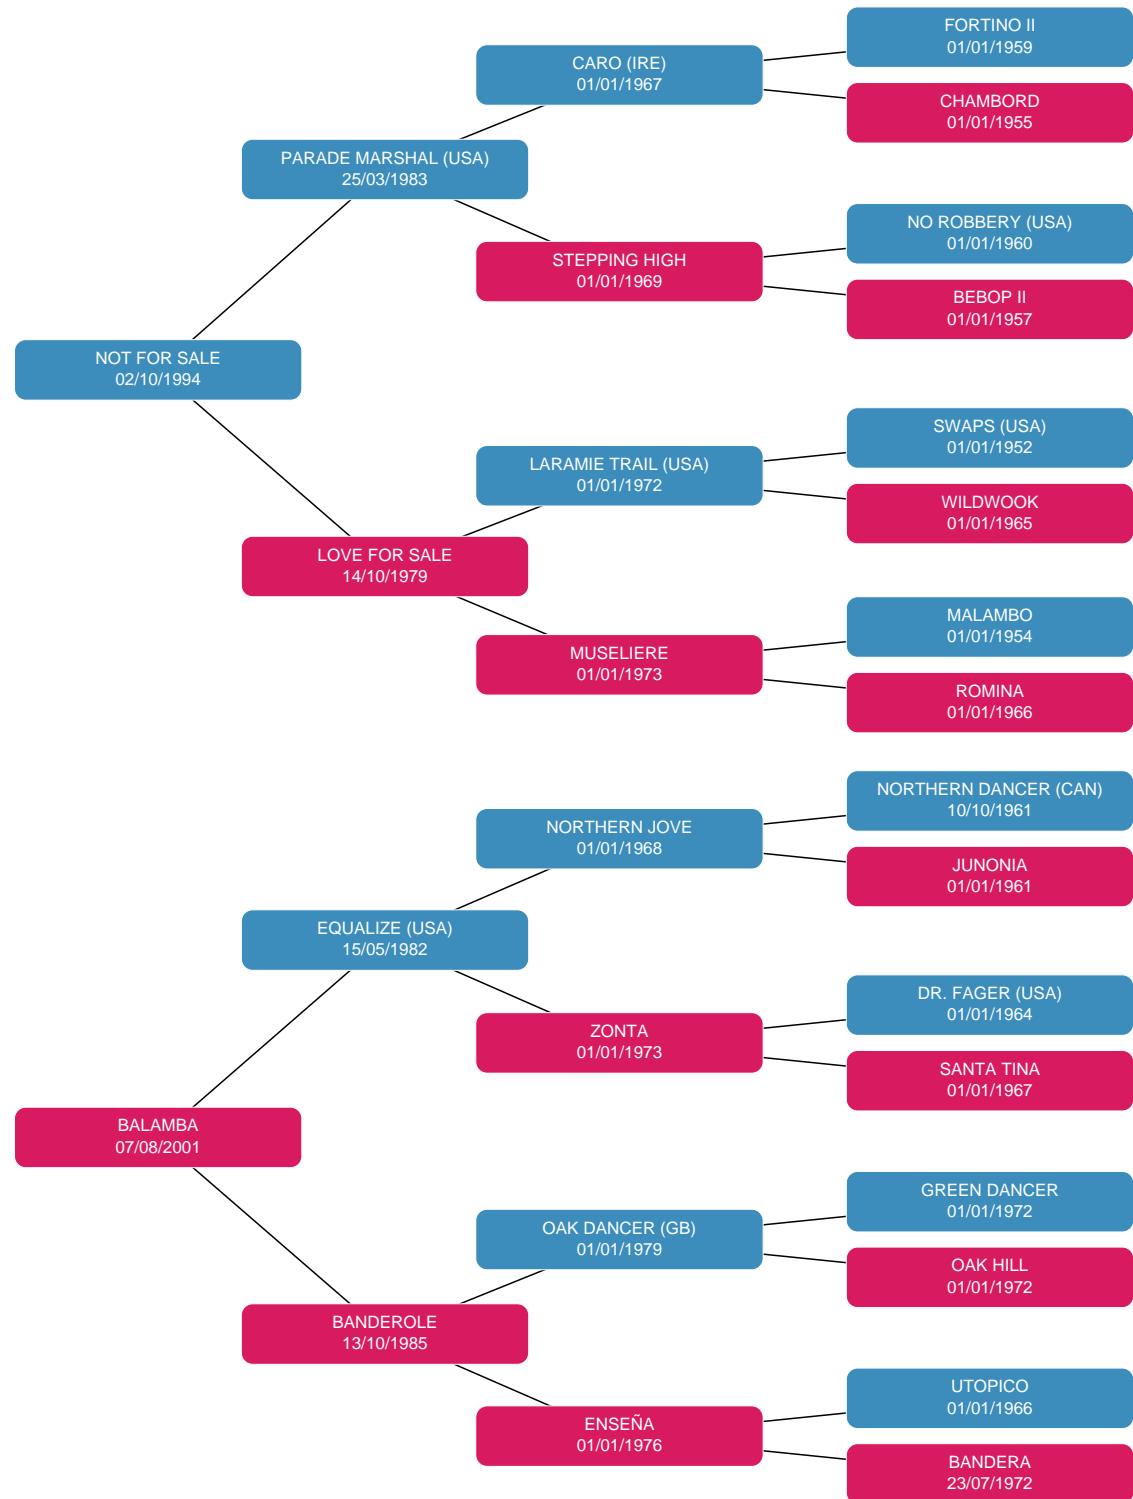 FORTINO II
01/01/1959
CARO (IRE)
01/01/1967
CHAMBORD
01/01/1955
PARADE MARSHAL (USA)
25/03/1983
NO ROBBERY (USA)
01/01/1960
STEPPING HIGH
01/01/1969
BEBOP II
01/01/1957
NOT FOR SALE
02/10/1994
SWAPS (USA)
01/01/1952
LARAMIE TRAIL (USA)
01/01/1972
WILDWOOK
01/01/1965
LOVE FOR SALE
14/10/1979
MALAMBO
01/01/1954
MUSELIERE
01/01/1973
ROMINA
01/01/1966
NORTHERN DANCER (CAN)
10/10/1961
NORTHERN JOVE
01/01/1968
JUNONIA
01/01/1961
EQUALIZE (USA)
15/05/1982
DR. FAGER (USA)
01/01/1964
ZONTA
01/01/1973
SANTA TINA
01/01/1967
BALAMBA
07/08/2001
GREEN DANCER
01/01/1972
OAK DANCER (GB)
01/01/1979
OAK HILL
01/01/1972
BANDEROLE
13/10/1985
UTOPICO
01/01/1966
ENSEÑA
01/01/1976
BANDERA
23/07/1972